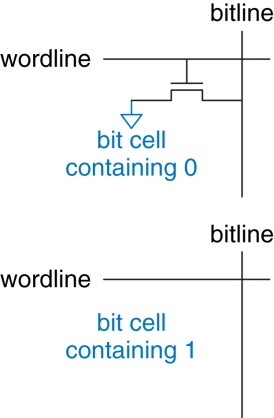 bitline
wordline
bit cell
containing 0
bitline
wordline
bit cell
containing 1